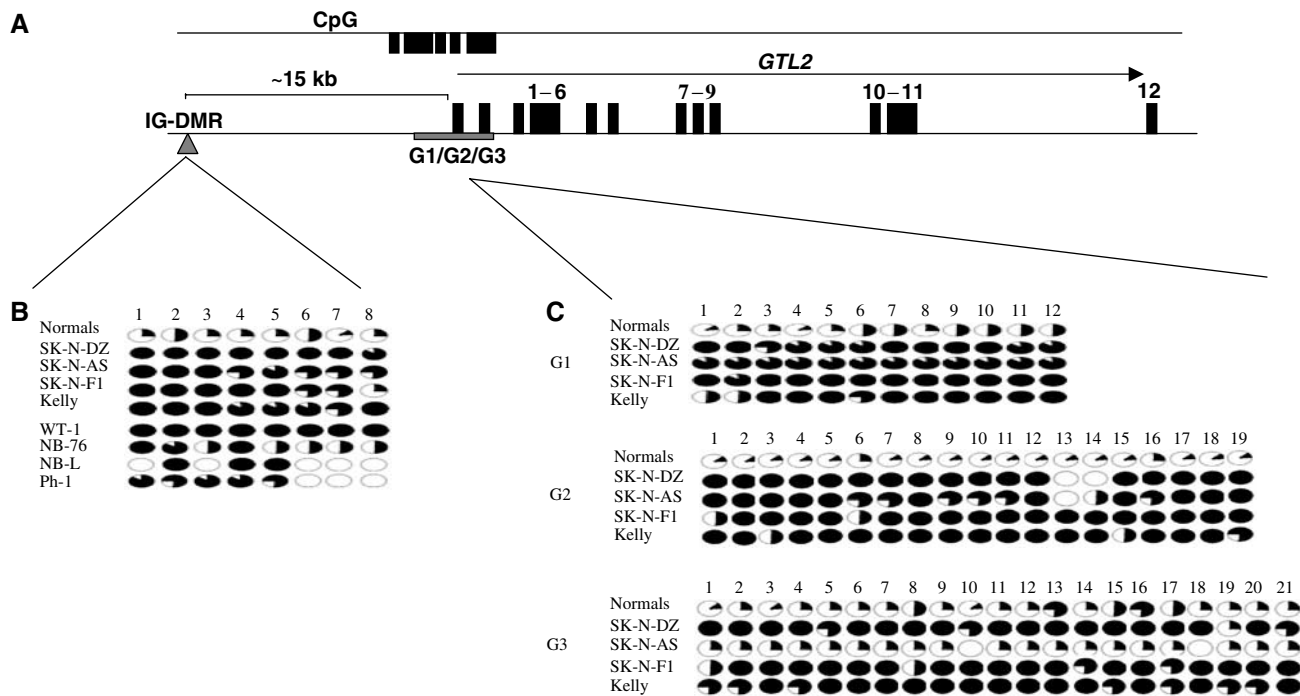 A
CpG
GTL2
~15 kb
1–6
7–9
10–11
12
IG-DMR
G1/G2/G3
B
1 2 3 4 5 6 7 8
Normals
SK-N-DZ
SK-N-AS
SK-N-F1
Kelly
WT-1
NB-76
NB-L
Ph-1
C
1 2 3 4 5 6 7 8 9 10 11 12
G1
Normals
SK-N-DZ
SK-N-AS
SK-N-F1
Kelly
1 2 3 4 5 6 7 8 9 10 11 12 13 14 15 16 17 18 19
G2
Normals
SK-N-DZ
SK-N-AS
SK-N-F1
Kelly
1 2 3 4 5 6 7 8 9 10 11 12 13 14 15 16 17 18 19 20 21
G3
Normals
SK-N-DZ
SK-N-AS
SK-N-F1
Kelly